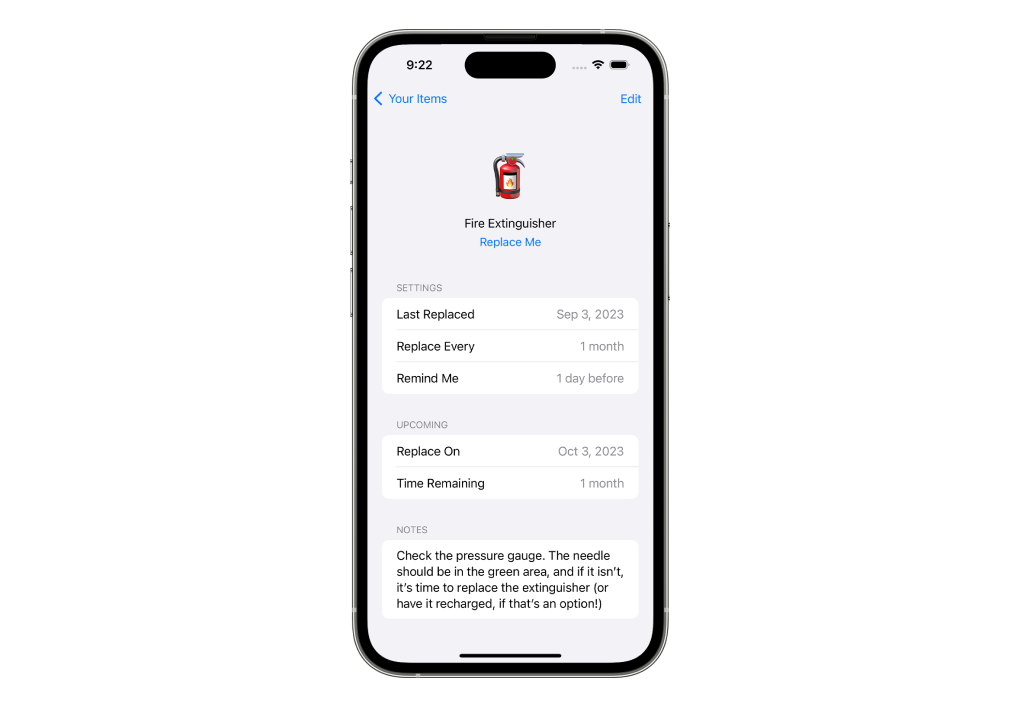 9:22
Your Items
Edit
Fire Extinguisher
Replace Me
SETTINGS
Last Replaced Sep 3, 2023
Replace Every 1 month
Remind Me 1 day before
UPCOMING
Replace On Oct 3, 2023
Time Remaining 1 month
NOTES
Check the pressure gauge. The needle
should be in the green area, and if it isn’t,
it’s time to replace the extinguisher (or
have it recharged, if that’s an option!)